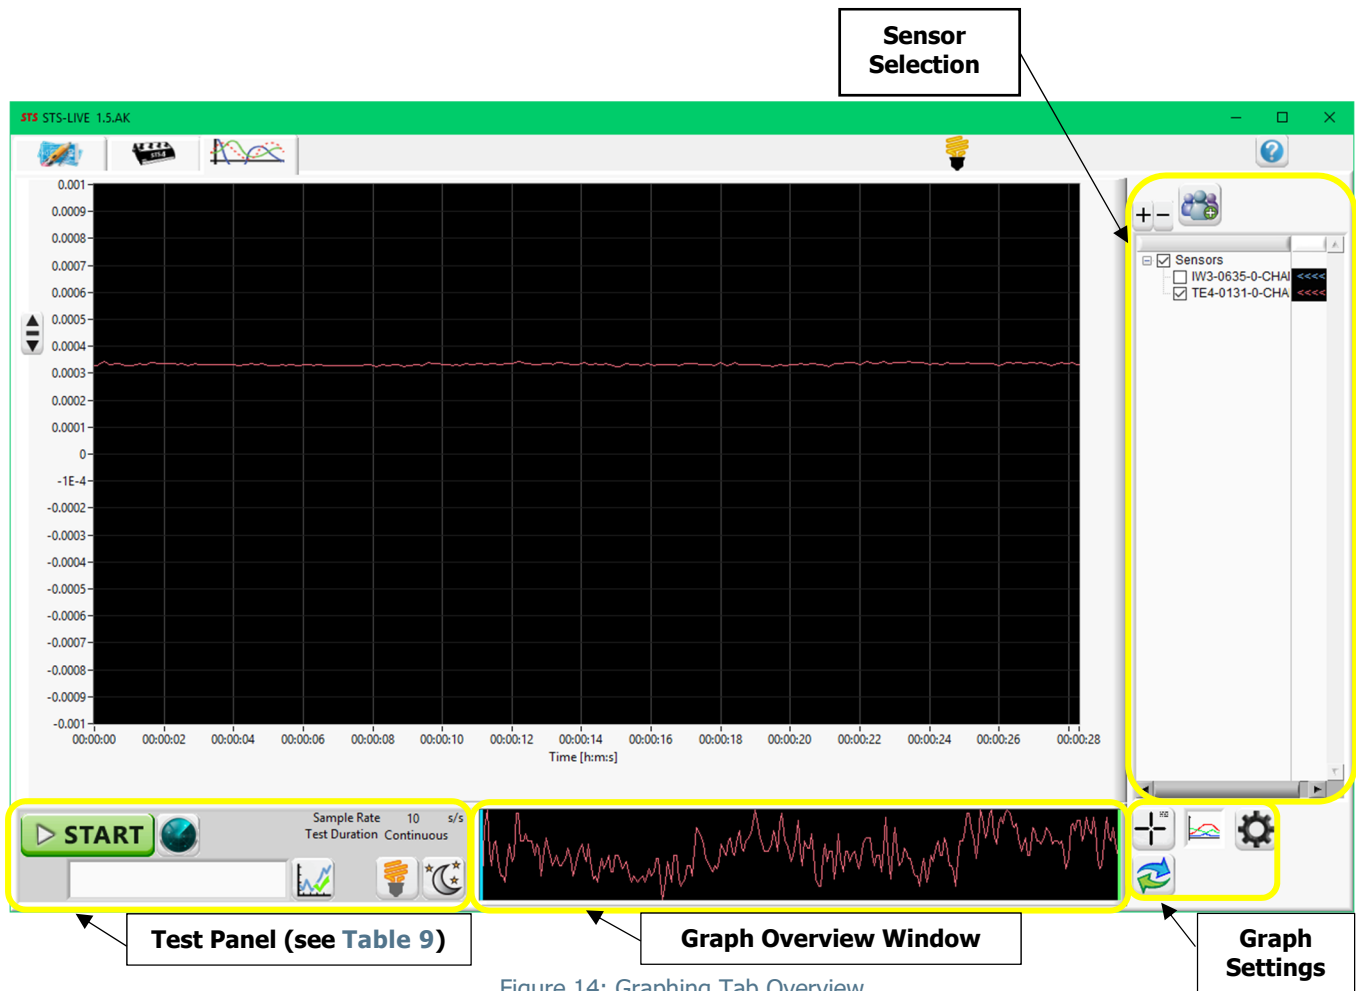 Sensor
Selection
STS STS-LIVE 1.5.AK
STS-4
0.001
0.0009
0.0008
0.0007
0.0006
0.0005
0.0004
0.0003
0.0002
0.0001
0
-1E-4
-0.0002
-0.0003
-0.0004
-0.0005
-0.0006
-0.0007
-0.0008
-0.0009
-0.001
00:00:00 00:00:02 00:00:04 00:00:06 00:00:08 00:00:10 00:00:12 00:00:14 00:00:16 00:00:18 00:00:20 00:00:22 00:00:24 00:00:26 00:00:28
Time [h:m:s]
+ -
Sensors
IW3-0635-0-CHAI <<<<
TE4-0131-0-CHA <<<<
START
Sample Rate 10 s/s
Test Duration Continuous
Test Panel (see Table 9)
Graph Overview Window
Graph
Settings
Figure 14: Graphing Tab Overview